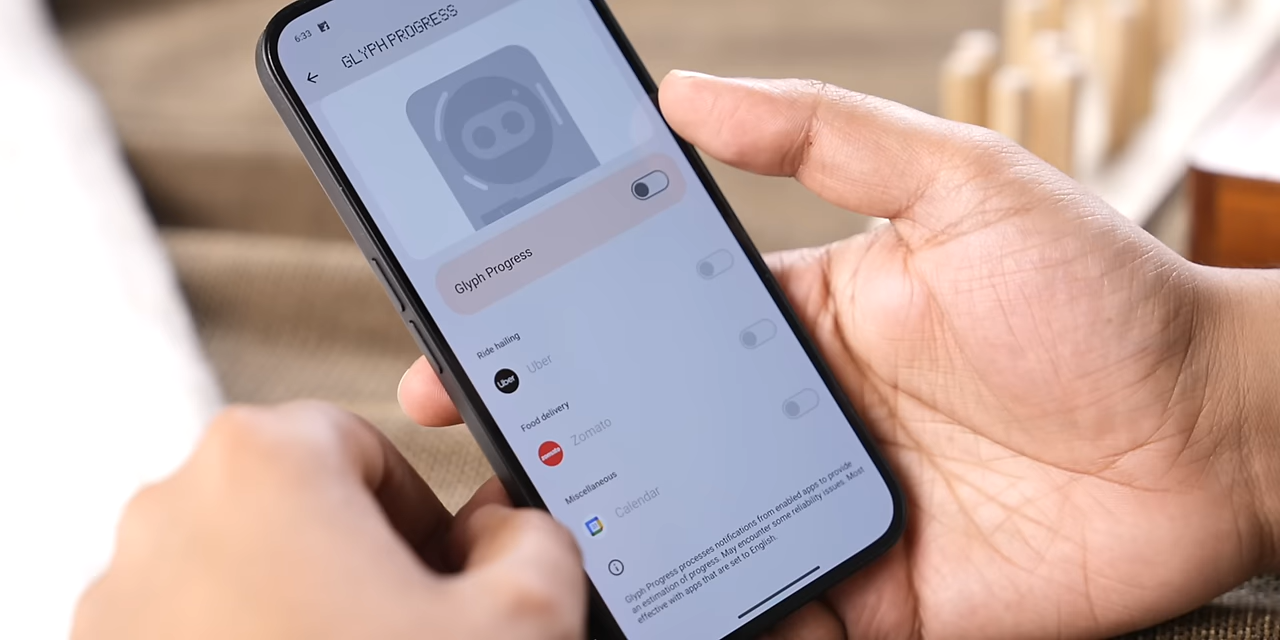 6:33
GLYPH PROGRESS
Glyph Progress
Ride hailing
Uber
Uber
Food delivery
zomato
Zomato
Miscellaneous
Calendar
Glyph Progress processes notifications from enabled apps to provide
an estimation of progress. May encounter some reliability issues. Most
effective with apps that are set to English.